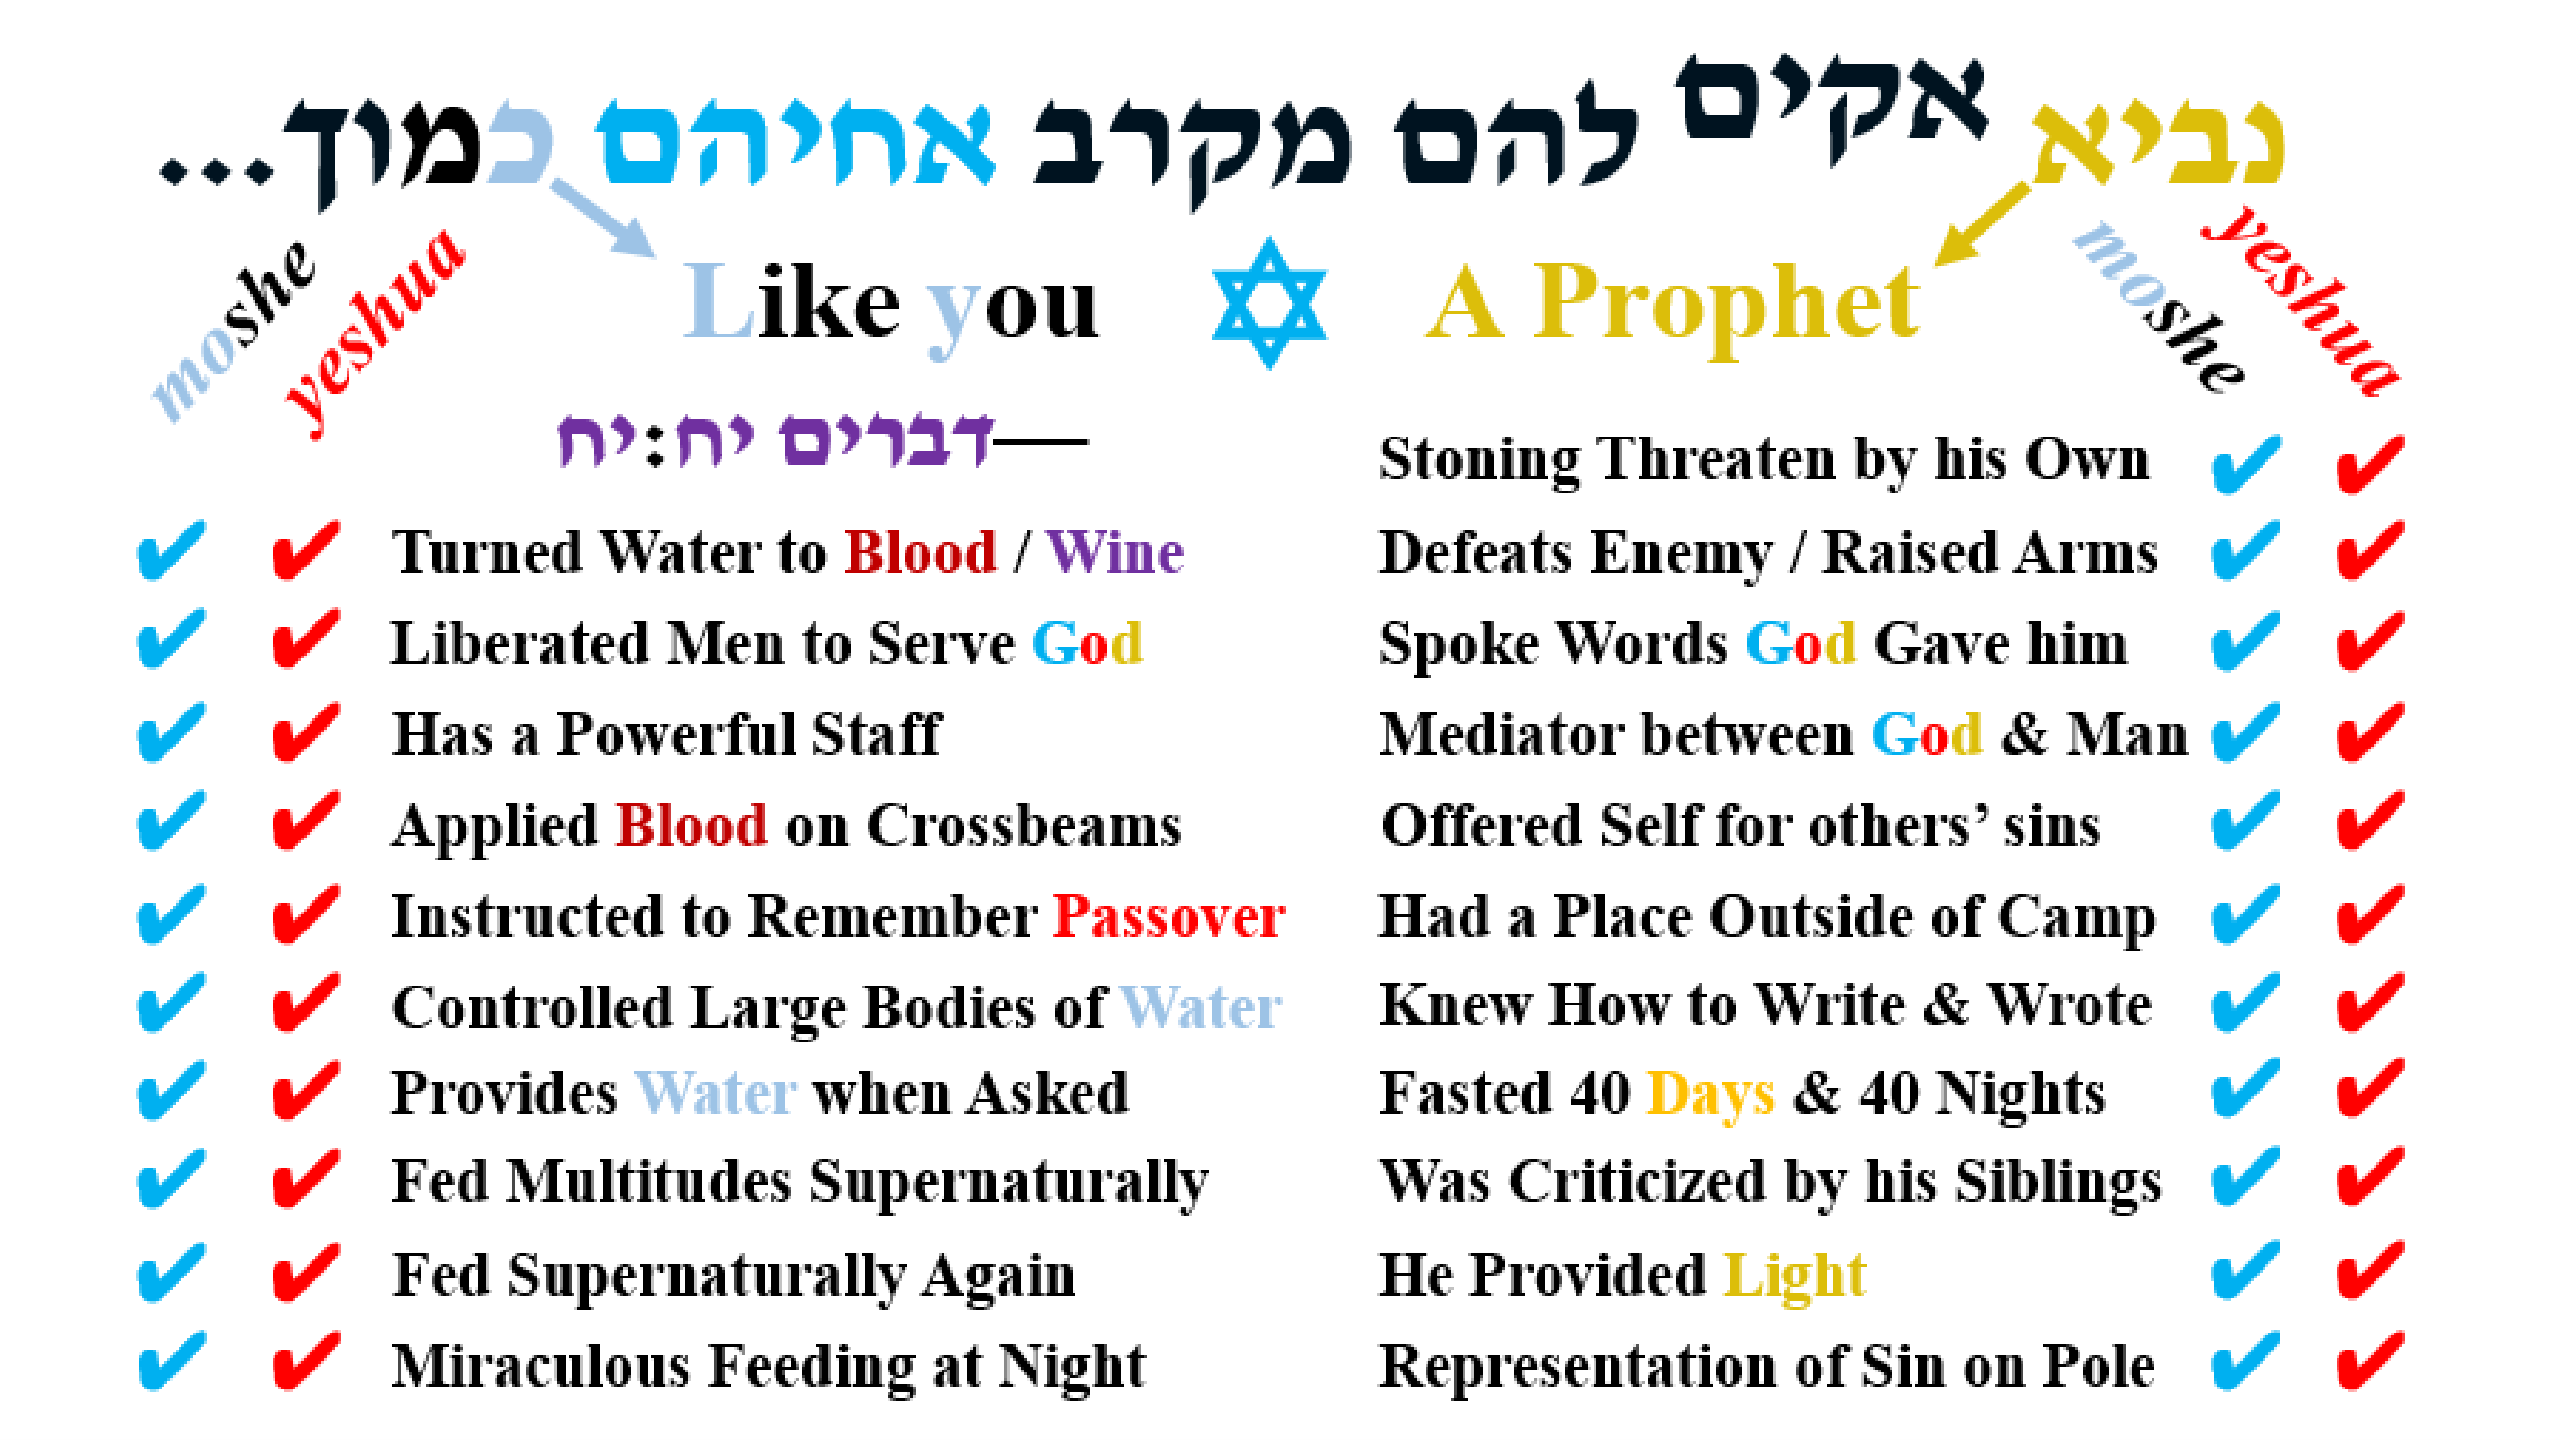 נביא אקים להם מקרב אחיהם כמוך...
moshe
yeshua
Like you
A Prophet
moshe
yeshua
—דברים יח:יח
Turned Water to Blood / Wine
Liberated Men to Serve God
Has a Powerful Staff
Applied Blood on Crossbeams
Instructed to Remember Passover
Controlled Large Bodies of Water
Provides Water when Asked
Fed Multitudes Supernaturally
Fed Supernaturally Again
Miraculous Feeding at Night
Stoning Threaten by his Own
Defeats Enemy / Raised Arms
Spoke Words God Gave him
Mediator between God & Man
Offered Self for others’ sins
Had a Place Outside of Camp
Knew How to Write & Wrote
Fasted 40 Days & 40 Nights
Was Criticized by his Siblings
He Provided Light
Representation of Sin on Pole